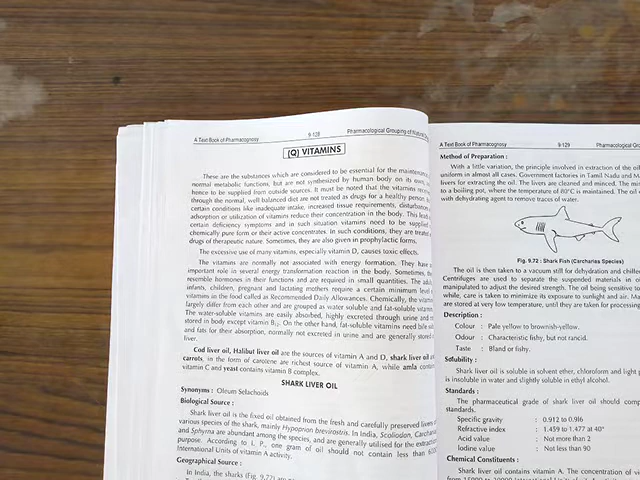 A Text Book of Pharmacognosy 9·128 Pharmacological Grouping of
(Q) VITAMINS
These are the substances which are considered to be essential for the
normal metabolic functions, but are not synthesized by human body on its own,
hence to be supplied from outside sources. It must be noted that the vitamins
through the normal, well balanced diet are not treated as drugs for a healthy person.
certain conditions like inadequate intake, increased tissue requirements,
adsorption or utilization of vitamins reduce their concentration in the body. This
certain deficiency symptoms and in such situation vitamins need to be supplied
chemically pure form or their active concentrates. In such conditions, they are treated
drugs of therapeutic nature. Sometimes, they are also given in prophylactic forms.
The excessive use of many vitamins, especially vitamin D, causes toxic effects.
The vitamins are normally not associated with energy formation. They have
important role in several energy transformation reaction in the body. Sometimes,
resemble hormones in their functions and are required in small quantities. The
infants, children, pregnant and lactating mothers require a certain minimum level
vitamins in the food called as Recommended Daily Allowances. Chemically, the
largely differ from each other and are grouped as water soluble and fat-soluble
The water-soluble vitamins are easily absorbed, highly excreted through urine and
stored in body except vitamin B₁₂. On the other hand, fat-soluble vitamins need bile
and fats for their absorption, normally not excreted in urine and are generally stored
liver.
Cod liver oil, Halibut liver oil are the sources of vitamin A and D, shark liver oil
carrots, in the form of carotene are richest source of vitamin A, while amla
vitamin C and yeast contains vitamin B complex.
SHARK LIVER OIL
Synonyms : Oleum Selachoids
Biological Source :
Shark liver oil is the fixed oil obtained from the fresh and carefully preserved livers
various species of the shark, mainly Hypoprion brevirostris. In India, Scoliodon,
and Sphyrna are abundant among the species, and are generally utilised for the
purpose. According to I. P., one gram of oil should not contain less than
International Units of vitamin A activity.
Geographical Source :
In India, the sharks (Fig. 9.72)
A Text Book of Pharmacognosy 9·129
Method of Preparation :
With a little variation, the principle involved in extraction of the oil
uniform in almost all cases. Government factories in Tamil Nadu and
livers for extracting the oil. The livers are cleaned and minced. The
to a boiling pot, where the temperature of 80°C is maintained. The oil
with dehydrating agent to remove traces of water.
Fig. 9.72 : Shark Fish (Carcharias Species)
The oil is then taken to a vacuum still for dehydration and
Centrifuges are used to separate the suspended materials in
manipulated to adjust the desired strength. The oil being sensitive to
while, care is taken to minimize its exposure to sunlight and air.
are stored at very low temperature, until they are taken for processing
Description :
Colour : Pale yellow to brownish-yellow.
Odour : Characteristic fishy, but not rancid.
Taste : Bland or fishy.
Solubility :
Shark liver oil is soluble in solvent ether, chloroform and light
is insoluble in water and slightly soluble in ethyl alcohol.
Standards :
The pharmaceutical grade of shark liver oil should
standards.
Specific gravity : 0.912 to 0.916
Refractive index : 1.459 to 1.477 at 40°
Acid value : Not more than 2
Iodine value : Not less than 90
Chemical Constituents :
Shark liver oil contains vitamin A. The concentration of